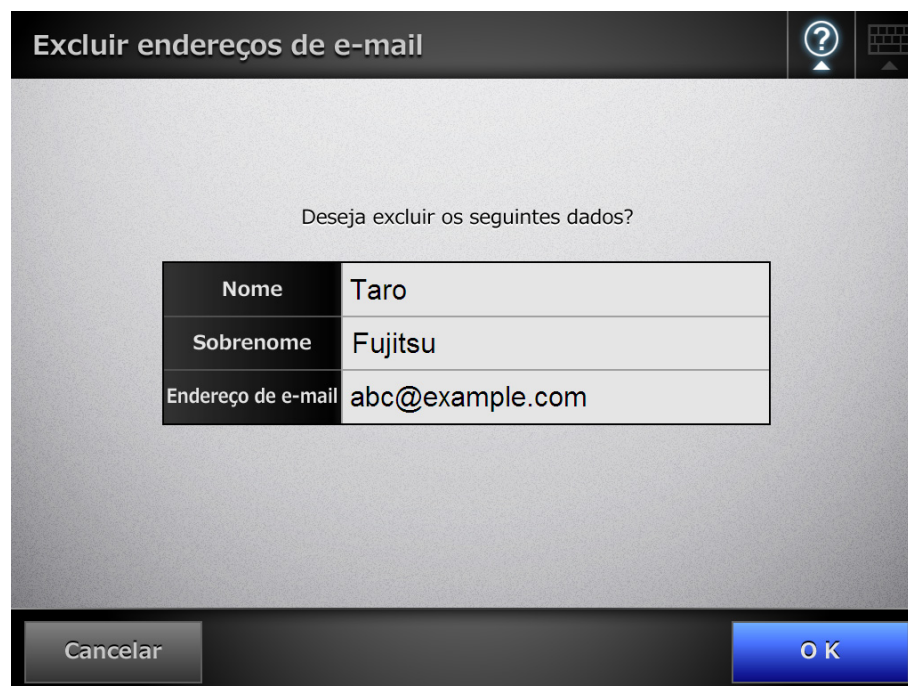 Excluir endereços de e-mail
?
Deseja excluir os seguintes dados?
Nome Taro
Sobrenome Fujitsu
Endereço de e-mail abc@example.com
Cancelar OK